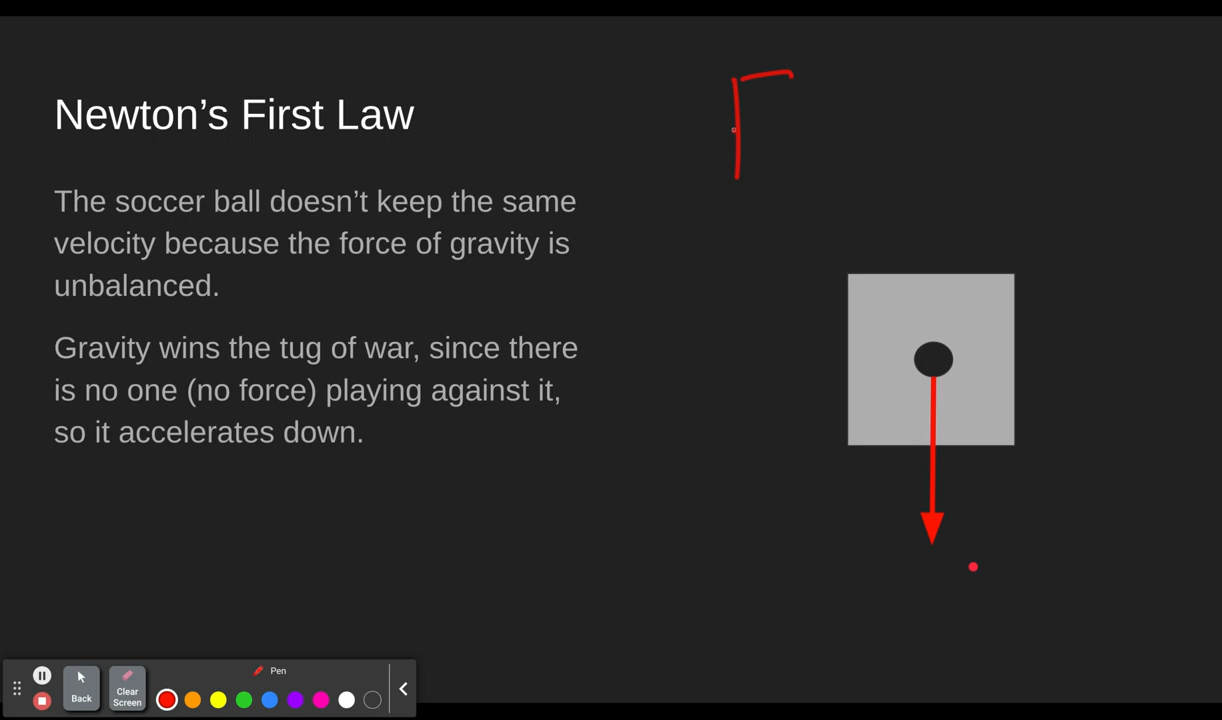 Newton’s First Law
The soccer ball doesn’t keep the same
velocity because the force of gravity is
unbalanced.
Gravity wins the tug of war, since there
is no one (no force) playing against it,
so it accelerates down.
Pen
Back
Clear
Screen